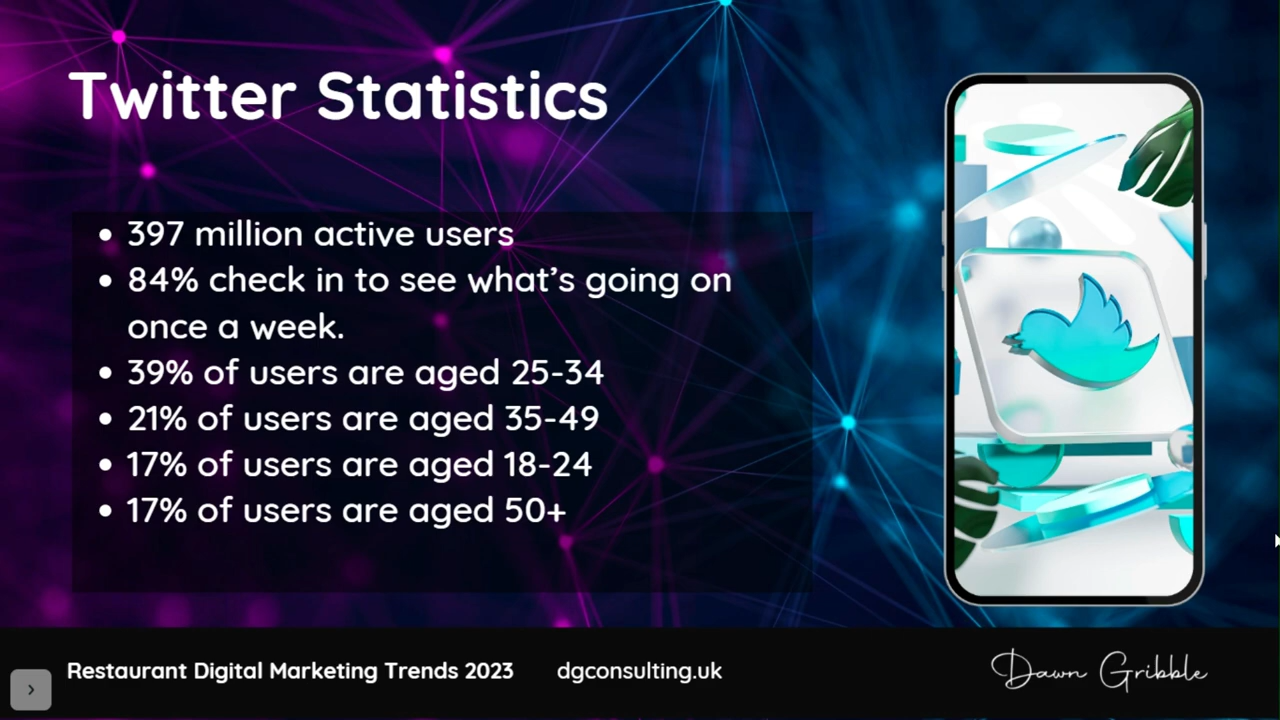 Twitter Statistics
• 397 million active users
• 84% check in to see what’s going on
once a week.
• 39% of users are aged 25-34
• 21% of users are aged 35-49
• 17% of users are aged 18-24
• 17% of users are aged 50+
Restaurant Digital Marketing Trends 2023 dgconsulting.uk Dawn Gribble